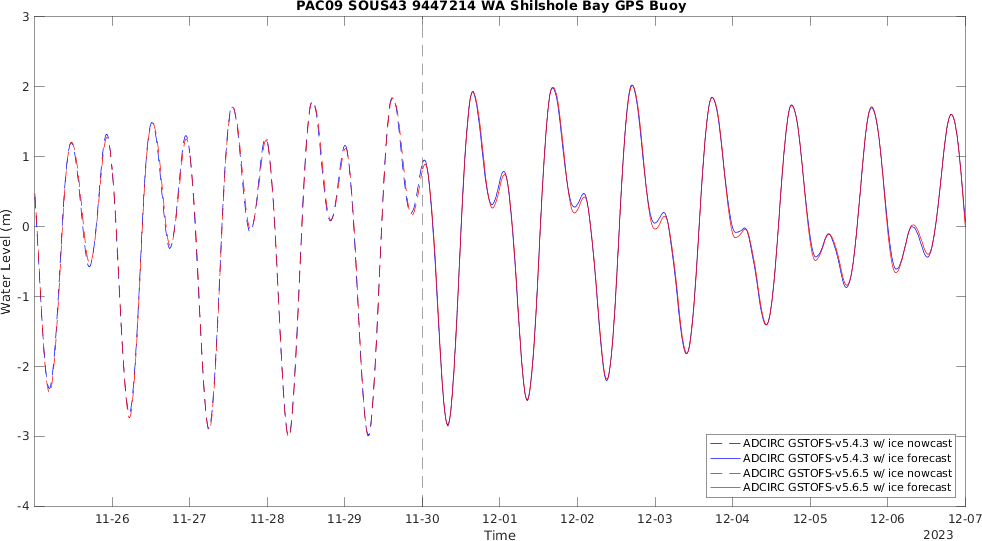 PAC09 SOUS43 9447214 WA Shilshole Bay GPS Buoy
3
2
1
0
-1
-2
-3
-4
Water Level (m)
ADCIRC GSTOFS-v5.4.3 w/ ice nowcast
ADCIRC GSTOFS-v5.4.3 w/ ice forecast
ADCIRC GSTOFS-v5.6.5 w/ ice nowcast
ADCIRC GSTOFS-v5.6.5 w/ ice forecast
11-26 11-27 11-28 11-29 11-30 12-01 12-02 12-03 12-04 12-05 12-06 12-07
Time
2023